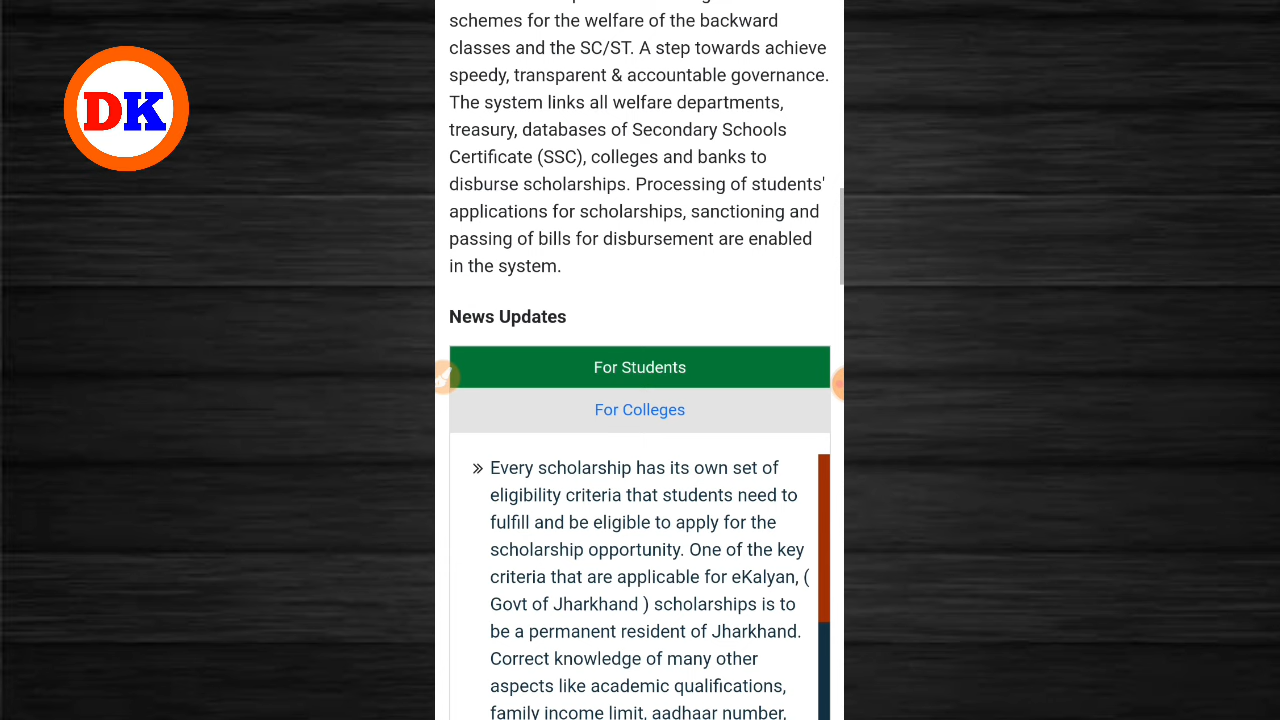 DK
schemes for the welfare of the backward
classes and the SC/ST. A step towards achieve
speedy, transparent & accountable governance.
The system links all welfare departments,
treasury, databases of Secondary Schools
Certificate (SSC), colleges and banks to
disburse scholarships. Processing of students'
applications for scholarships, sanctioning and
passing of bills for disbursement are enabled
in the system.
News Updates
For Students
For Colleges
» Every scholarship has its own set of
eligibility criteria that students need to
fulfill and be eligible to apply for the
scholarship opportunity. One of the key
criteria that are applicable for eKalyan, (
Govt of Jharkhand ) scholarships is to
be a permanent resident of Jharkhand.
Correct knowledge of many other
aspects like academic qualifications,
family income limit, aadhaar number,